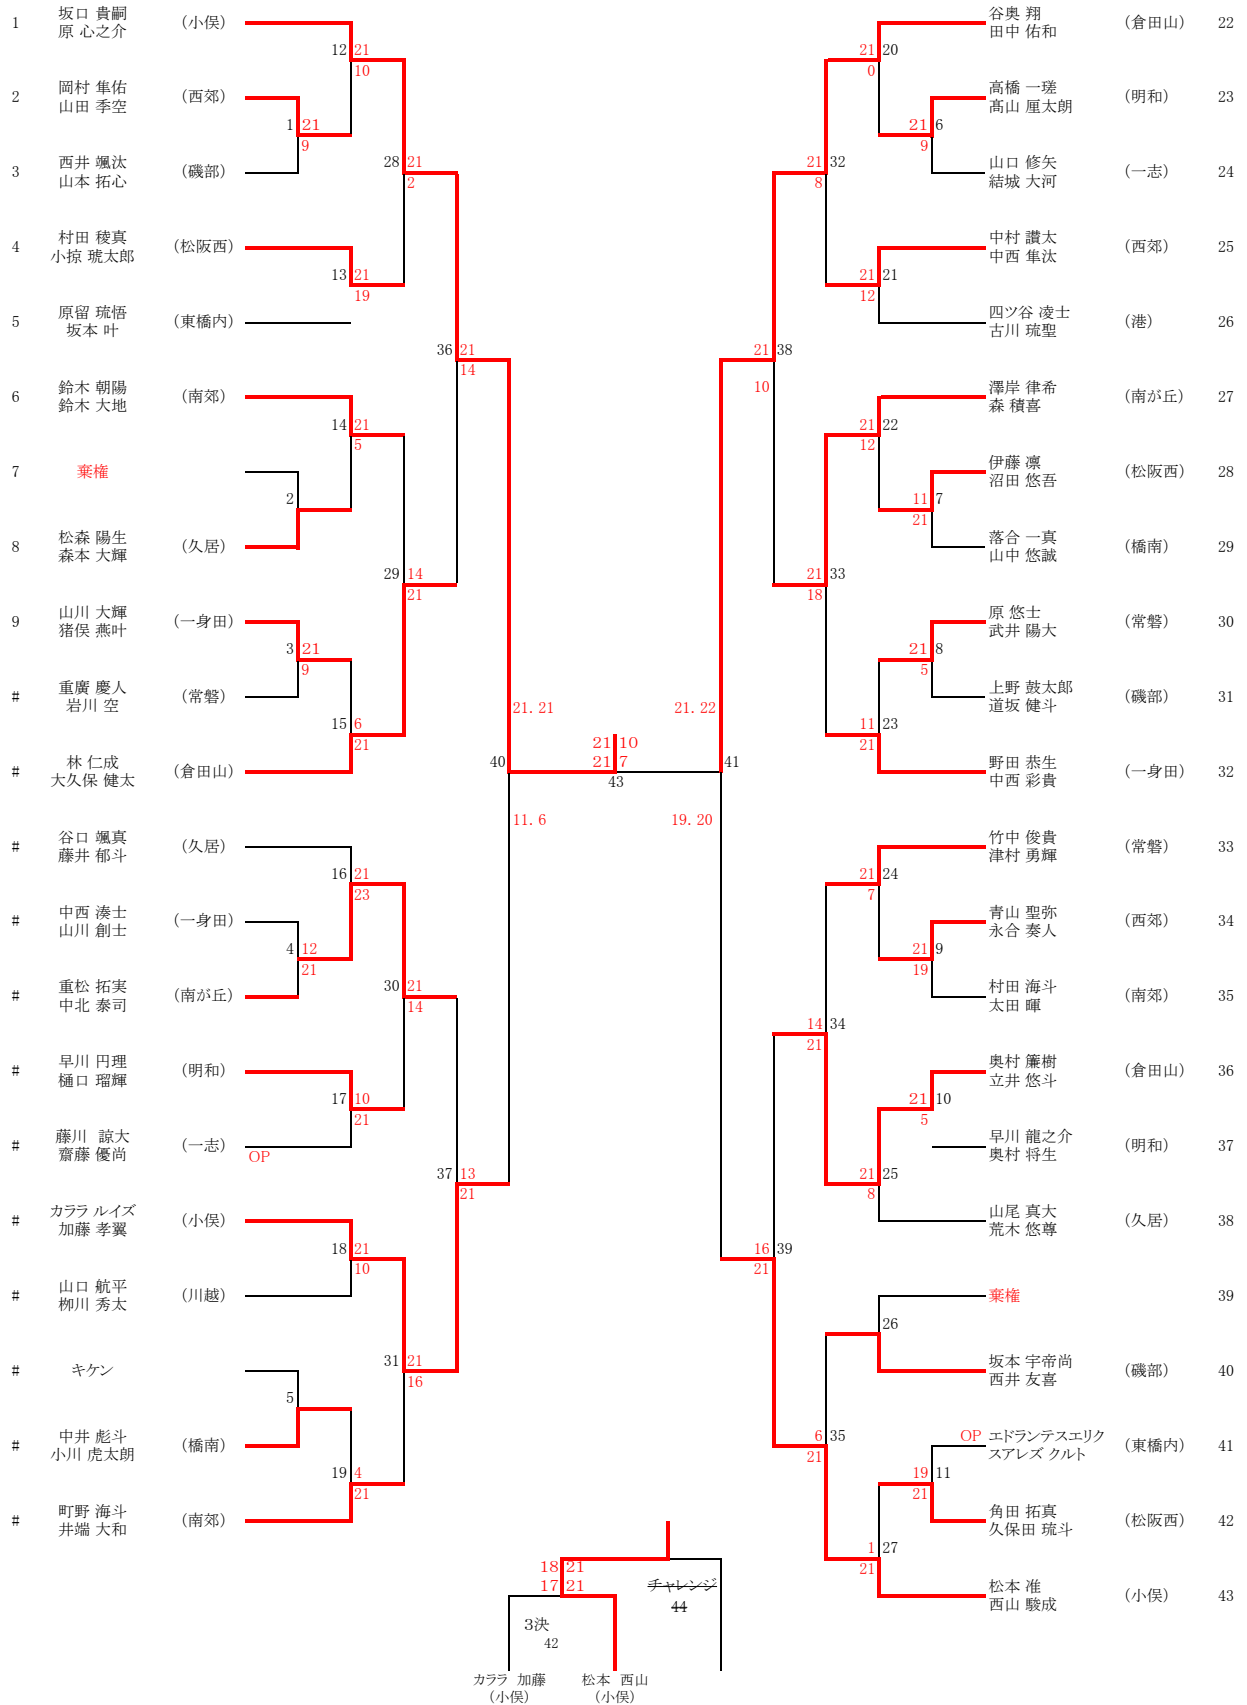 1 坂口 貴嗣 (小俣)
原 心之介
12 21
10
2 岡村 隼佑 (西郊)
山田 季空
1 21
9
3 西井 颯汰 (磯部)
山本 拓心
28 21
2
4 村田 稜真 (松阪西)
小掠 琥太郎
13 21
19
5 原留 琉悟 (東橋内)
坂本 叶
36 21
14
6 鈴木 朝陽 (南郊)
鈴木 大地
14 21
5
7 棄権
2
8 松森 陽生 (久居)
森本 大輝
29 14
21
9 山川 大輝 (一身田)
猪俣 燕叶
3 21
9
# 重廣 慶人 (常磐)
岩川 空
15 6
21
# 林 仁成 (倉田山)
大久保 健太
21. 21
40
11. 6
# 谷口 颯真 (久居)
藤井 郁斗
16 21
23
# 中西 湊士 (一身田)
山川 創士
4 12
21
# 重松 拓実 (南が丘)
中北 泰司
30 21
14
# 早川 円理 (明和)
樋口 瑠輝
17 10
21
# 藤川 諒大 (一志)
齋藤 優尚
OP
37 13
21
# カララ ルイズ (小俣)
加藤 孝翼
18 21
10
# 山口 航平 (川越)
栁川 秀太
31 21
16
# キケン
5
# 中井 彪斗 (橋南)
小川 虎太朗
19 4
21
# 町野 海斗 (南郊)
井端 大和
21 10
21 7
43
谷奥 翔 (倉田山) 22
田中 佑和
21 20
0
高橋 一瑳 (明和) 23
髙山 厘太朗
21 6
9
山口 修矢 (一志) 24
結城 大河
21 32
8
中村 讃太 (西郊) 25
中西 隼汰
21 21
12
四ツ谷 凌士 (港) 26
古川 琉聖
21 38
10
澤岸 律希 (南が丘) 27
森 積喜
21 22
12
伊藤 凛 (松阪西) 28
沼田 悠吾
11 7
21
落合 一真 (橋南) 29
山中 悠誠
21 33
18
原 悠士 (常磐) 30
武井 陽大
21 8
5
上野 鼓太郎 (磯部) 31
道坂 健斗
11 23
21
野田 恭生 (一身田) 32
中西 彩貴
21. 22
41
19. 20
竹中 俊貴 (常磐) 33
津村 勇輝
21 24
7
青山 聖弥 (西郊) 34
永合 奏人
21 9
19
村田 海斗 (南郊) 35
太田 暉
14 34
21
奥村 簾樹 (倉田山) 36
立井 悠斗
21 10
5
早川 龍之介 (明和) 37
奥村 将生
21 25
8
山尾 真大 (久居) 38
荒木 悠尊
16 39
21
棄権 39
26
坂本 宇帝尚 (磯部) 40
西井 友喜
6 35
21
OP エドランテスエリク (東橋内) 41
スアレズ クルト
19 11
21
角田 拓真 (松阪西) 42
久保田 琉斗
1 27
21
松本 准 (小俣) 43
西山 駿成
18 21
17 21
チャレンジ
44
3決
42
カララ 加藤 松本 西山
(小俣) (小俣)